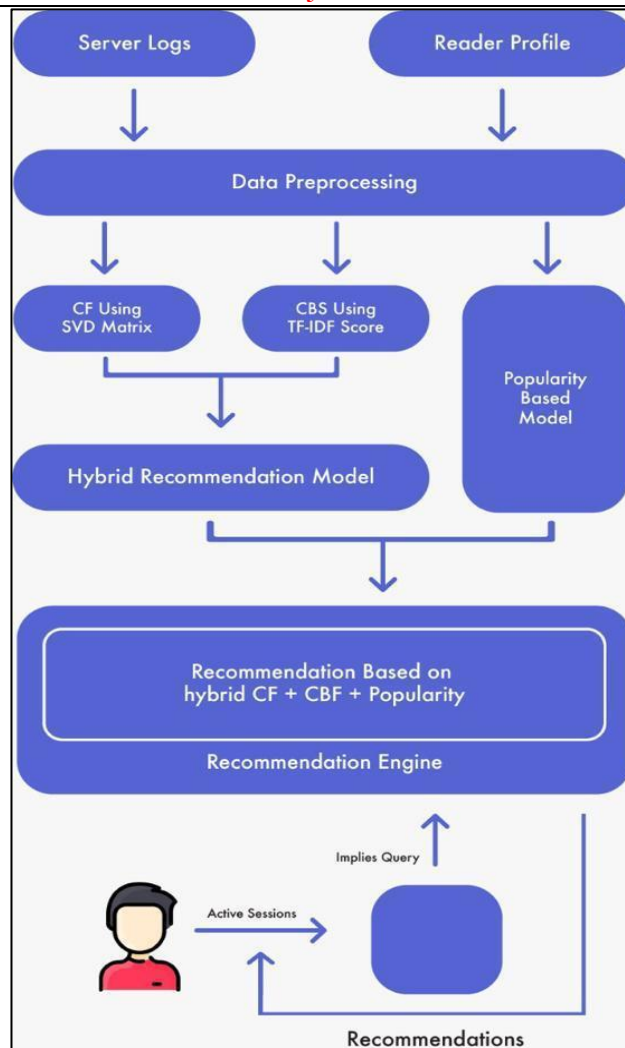 Server Logs
Reader Profile
Data Preprocessing
CF Using
SVD Matrix
CBS Using
TF-IDF Score
Popularity
Based
Model
Hybrid Recommendation Model
Recommendation Based on
hybrid CF + CBF + Popularity
Recommendation Engine
Implies Query
Active Sessions
Recommendations